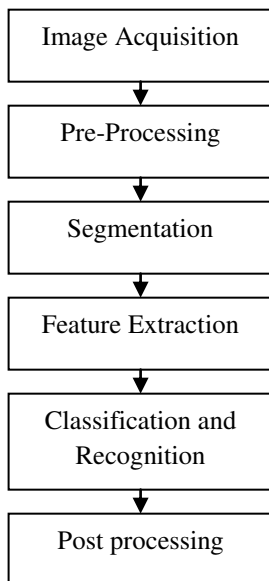 Image Acquisition
Pre-Processing
Segmentation
Feature Extraction
Classification and
Recognition
Post processing